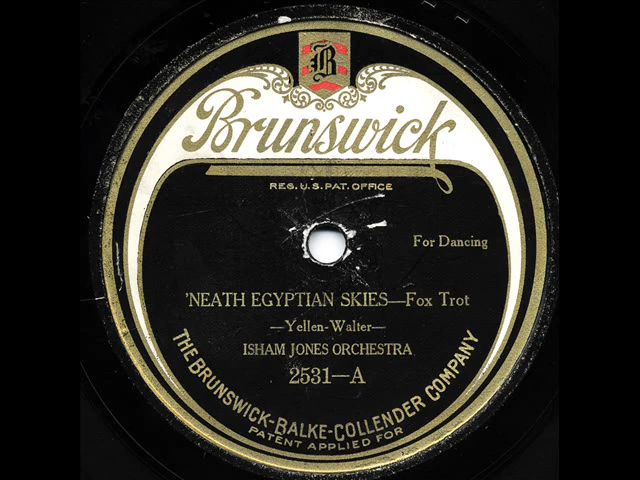 B
Brunswick
REG. U.S. PAT. OFFICE
For Dancing
'NEATH EGYPTIAN SKIES—Fox Trot
—Yellen-Walter—
ISHAM JONES ORCHESTRA
2531—A
THE BRUNSWICK-BALKE-COLLENDER COMPANY
PATENT APPLIED FOR